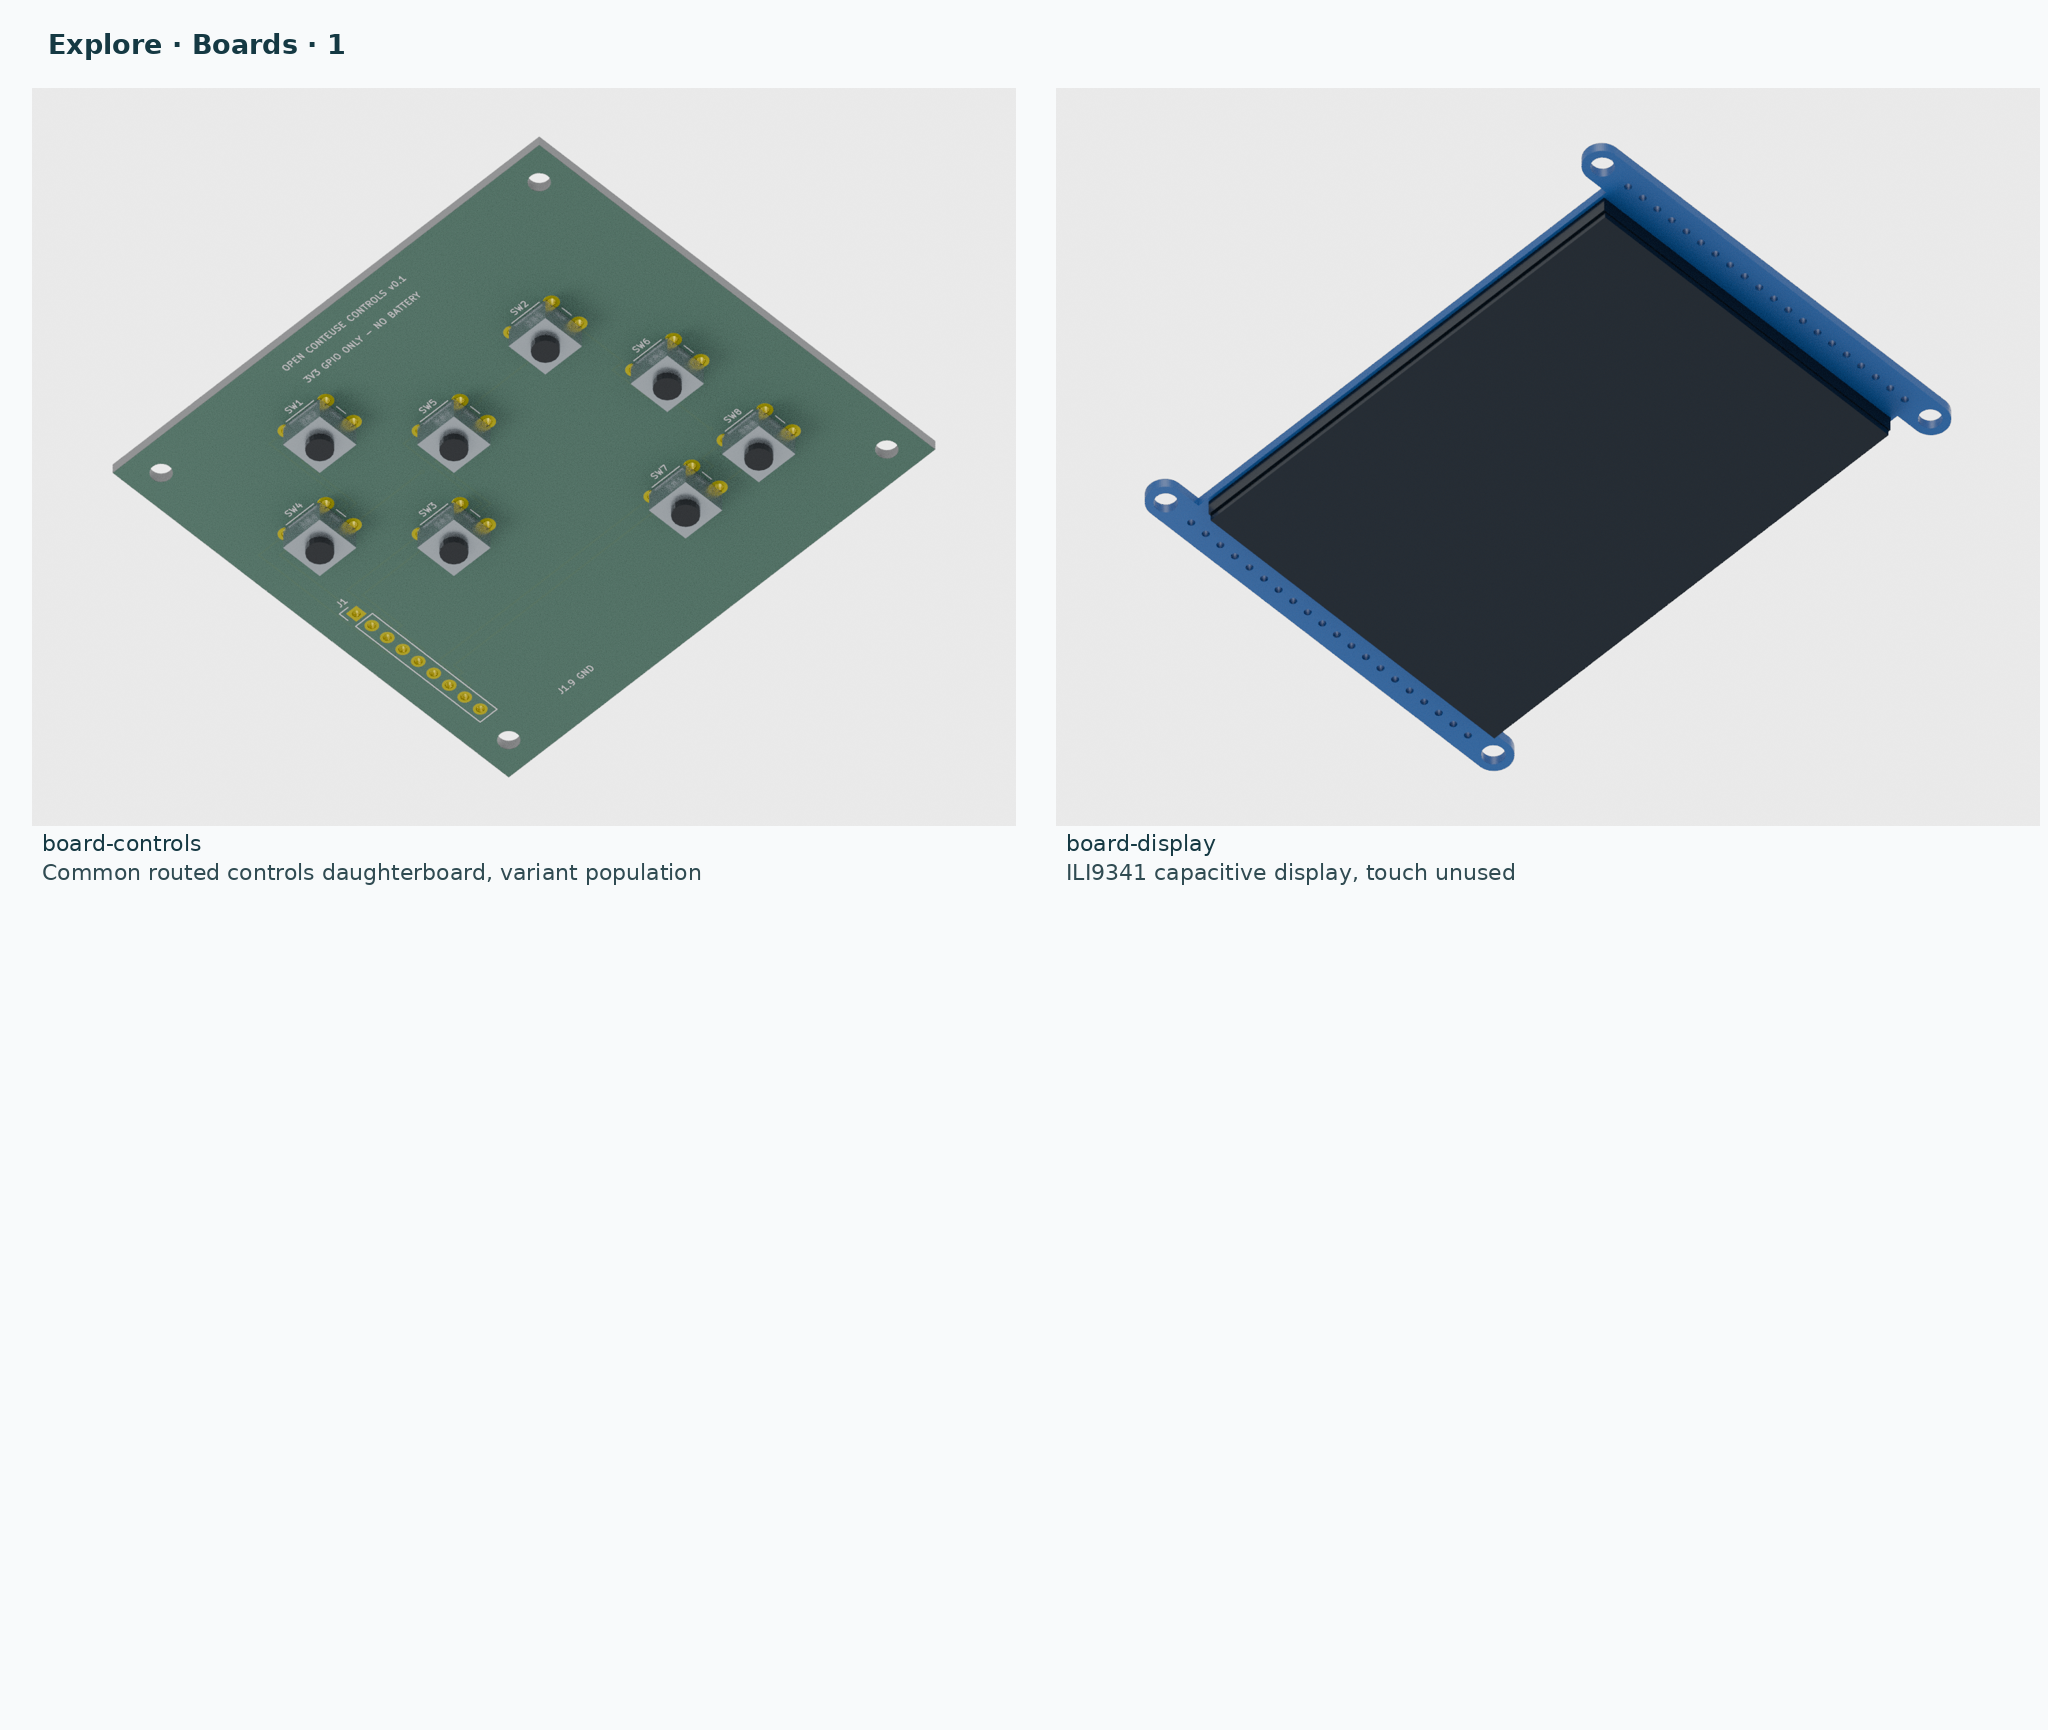 Explore · Boards · 1
OPEN CONTEUSE CONTROLS v0.1
3V3 GPIO ONLY - NO BATTERY
SW2
SW6
SW1
SW5
SW8
SW7
SW4
SW3
J1
J1.9 GND
board-controls
Common routed controls daughterboard, variant population
board-display
ILI9341 capacitive display, touch unused